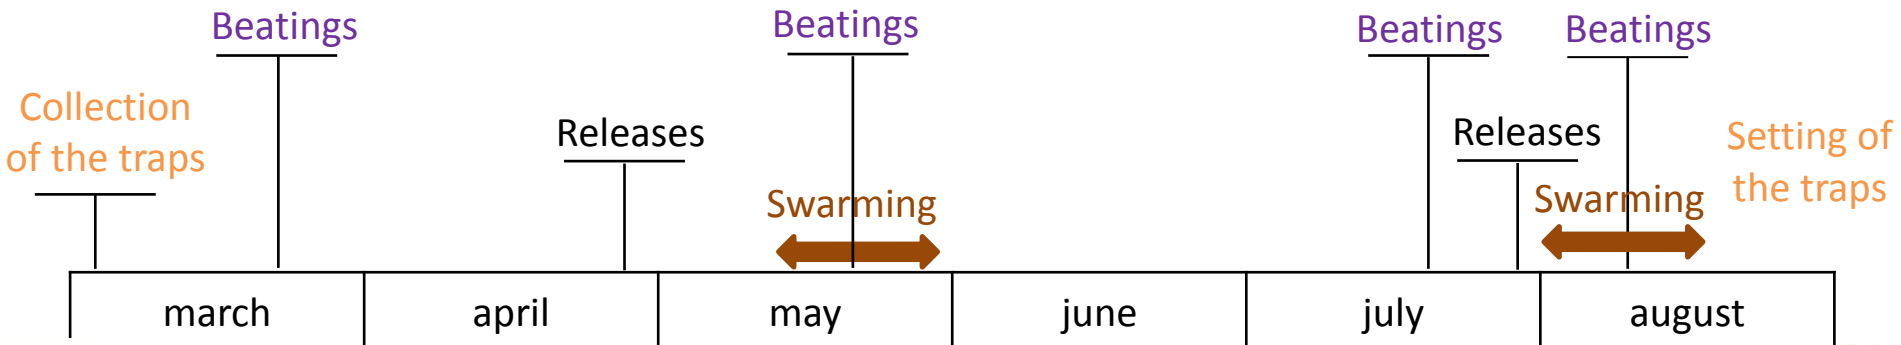 Beatings
Beatings
Beatings
Beatings
Collection
of the traps
Releases
Releases
Setting of
the traps
Swarming
Swarming
march
april
may
june
july
august